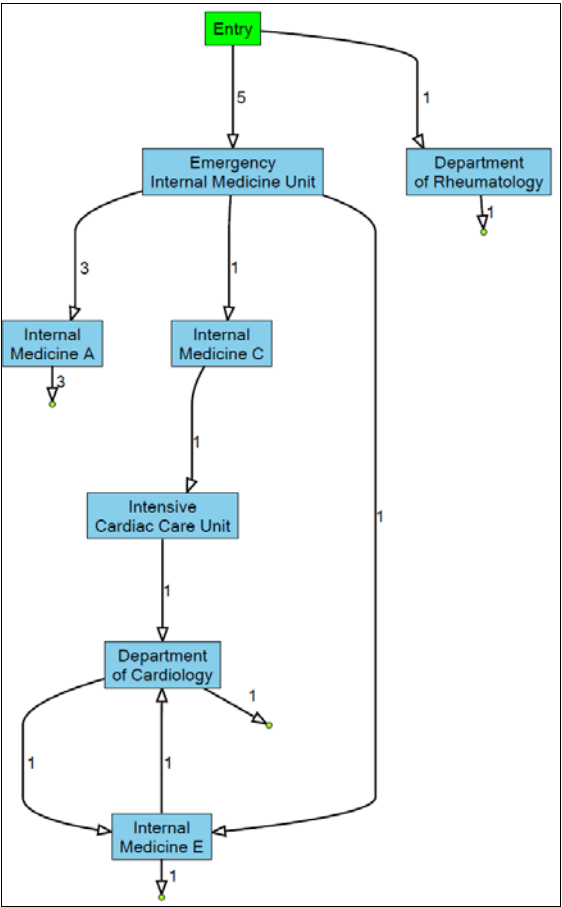 Entry
5
1
Emergency
Internal Medicine Unit
Department
of Rheumatology
1
3
1
Internal
Medicine A
Internal
Medicine C
3
1
Intensive
Cardiac Care Unit
1
1
Department
of Cardiology
1
1
1
Internal
Medicine E
1